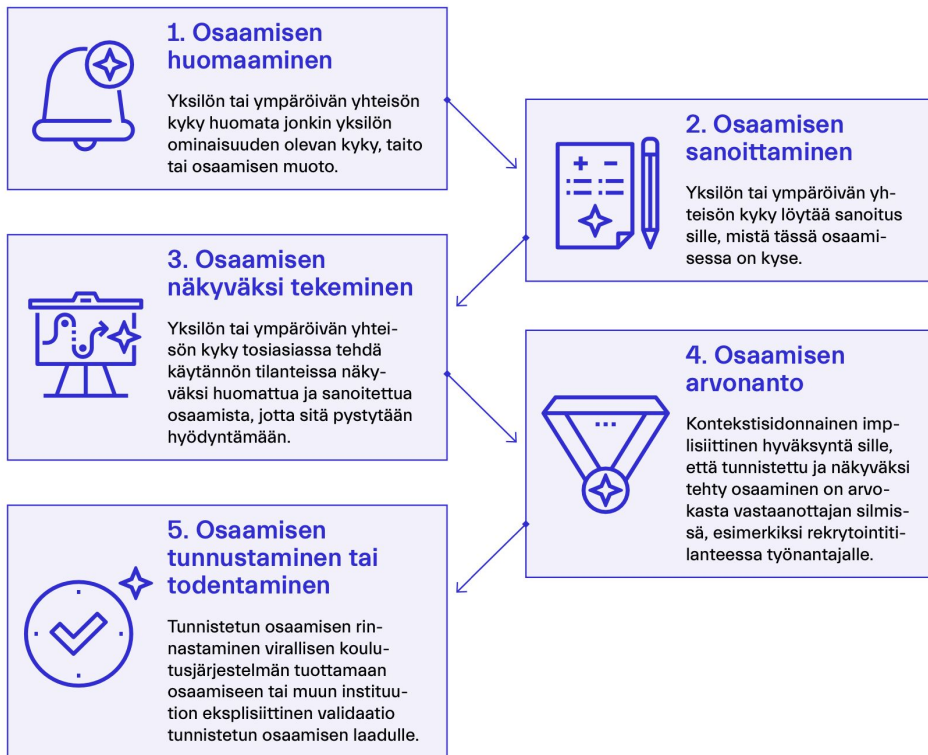 1. Osaamisen
huomaaminen
Yksilön tai ympäröivän yhteisön
kyky huomata jonkin yksilön
ominaisuuden olevan kyky, taito
tai osaamisen muoto.
2. Osaamisen
sanoittaminen
Yksilön tai ympäröivän yh-
teisön kyky löytää sanoitus
sille, mistä tässä osaami-
sessa on kyse.
3. Osaamisen
näkyväksi tekeminen
Yksilön tai ympäröivän yhtei-
sön kyky tosiasiassa tehdä
käytännön tilanteissa näky-
väksi huomattua ja sanoitettua
osaamista, jotta sitä pystytään
hyödyntämään.
4. Osaamisen
arvonanto
Kontekstisidonnainen imp-
lisiittinen hyväksyntä sille,
että tunnistettu ja näkyväksi
tehty osaaminen on arvo-
kasta vastaanottajan silmis-
sä, esimerkiksi rekrytointiti-
lanteessa työnantajalle.
5. Osaamisen
tunnustaminen tai
todentaminen
Tunnistetun osaamisen rin-
nastaminen virallisen koulu-
tusjärjestelmän tuottamaan
osaamiseen tai muun instituu-
tion eksplisiittinen validaatio
tunnistetun osaamisen laadulle.